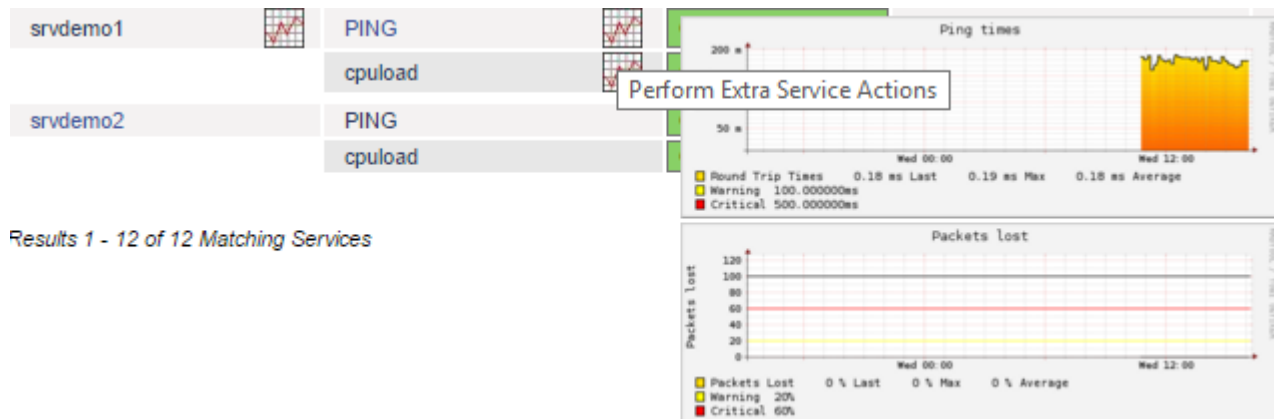 srvdemo1 PING
cpuload
srvdemo2 PING
cpuload
Results 1 - 12 of 12 Matching Services
Perform Extra Service Actions
Ping times
200 m
50 m
Wed 00:00 Wed 12:00
Round Trip Times 0.18 ms Last 0.19 ms Max 0.18 ms Average
Warning 100.000000ms
Critical 500.000000ms
Packets lost
Packets lost
120
100
80
60
40
20
0
Wed 00:00 Wed 12:00
Packets Lost 0 % Last 0 % Max 0 % Average
Warning 20%
Critical 60%